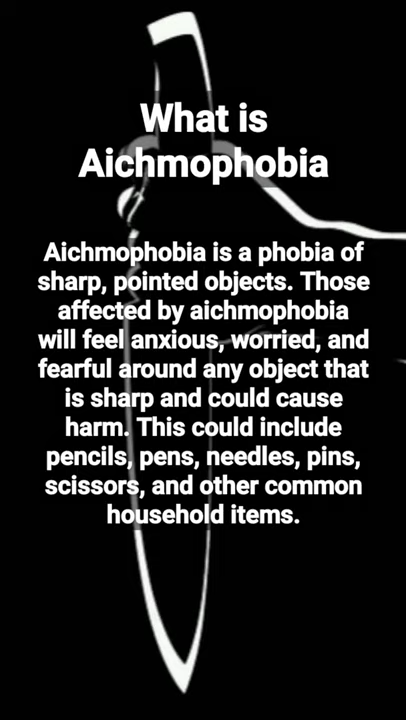 What is
Aichmophobia
Aichmophobia is a phobia of
sharp, pointed objects. Those
affected by aichmophobia
will feel anxious, worried, and
fearful around any object that
is sharp and could cause
harm. This could include
pencils, pens, needles, pins,
scissors, and other common
household items.